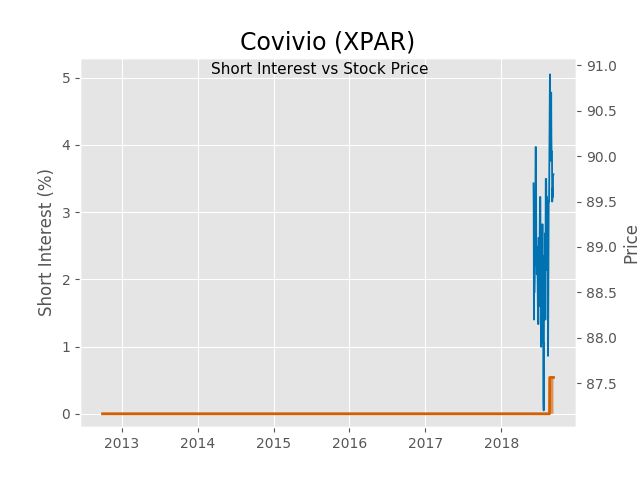 Covivio (XPAR)
Short Interest vs Stock Price
Short Interest (%)
5
4
3
2
1
0
91.0
90.5
90.0
89.5
89.0
88.5
88.0
87.5
Price
2013 2014 2015 2016 2017 2018